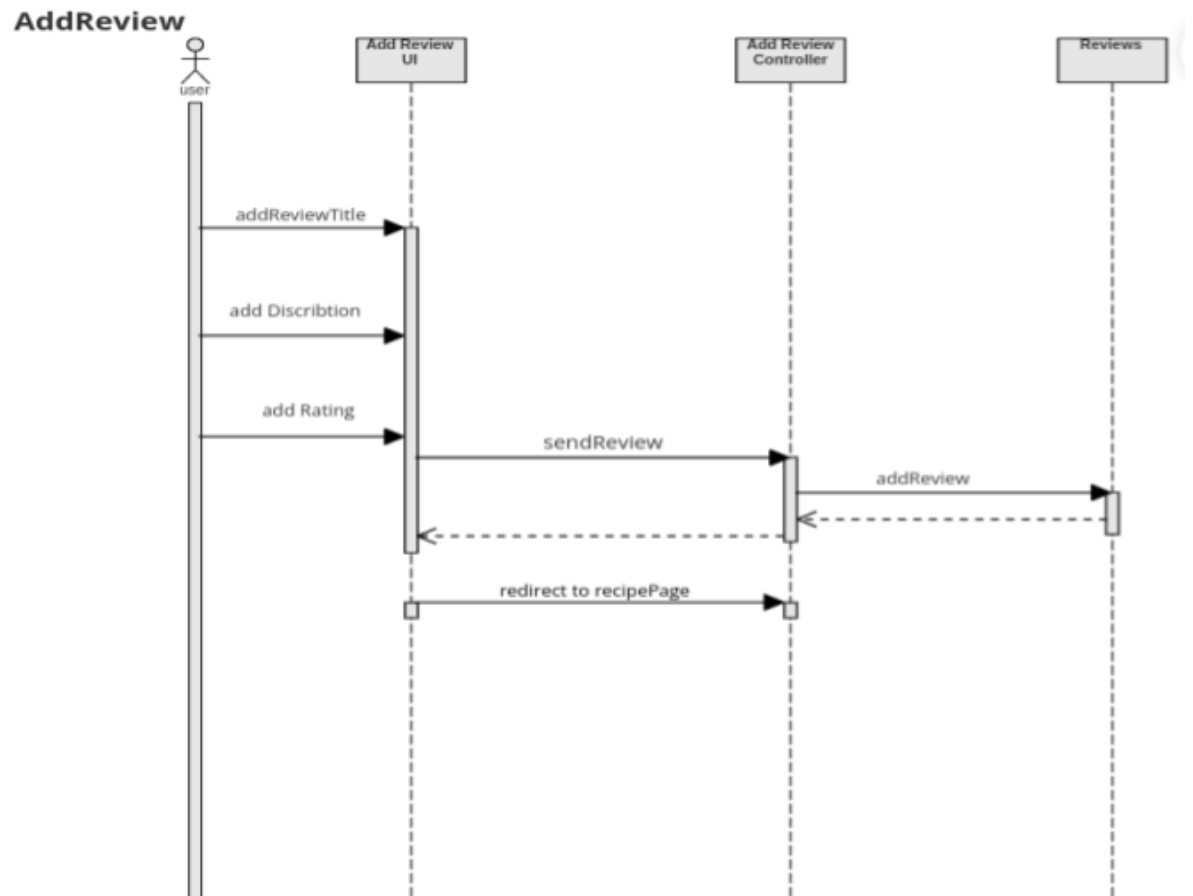 AddReview
user
Add Review
UI
Add Review
Controller
Reviews
addReviewTitle
add Discribtion
add Rating
sendReview
addReview
redirect to recipePage